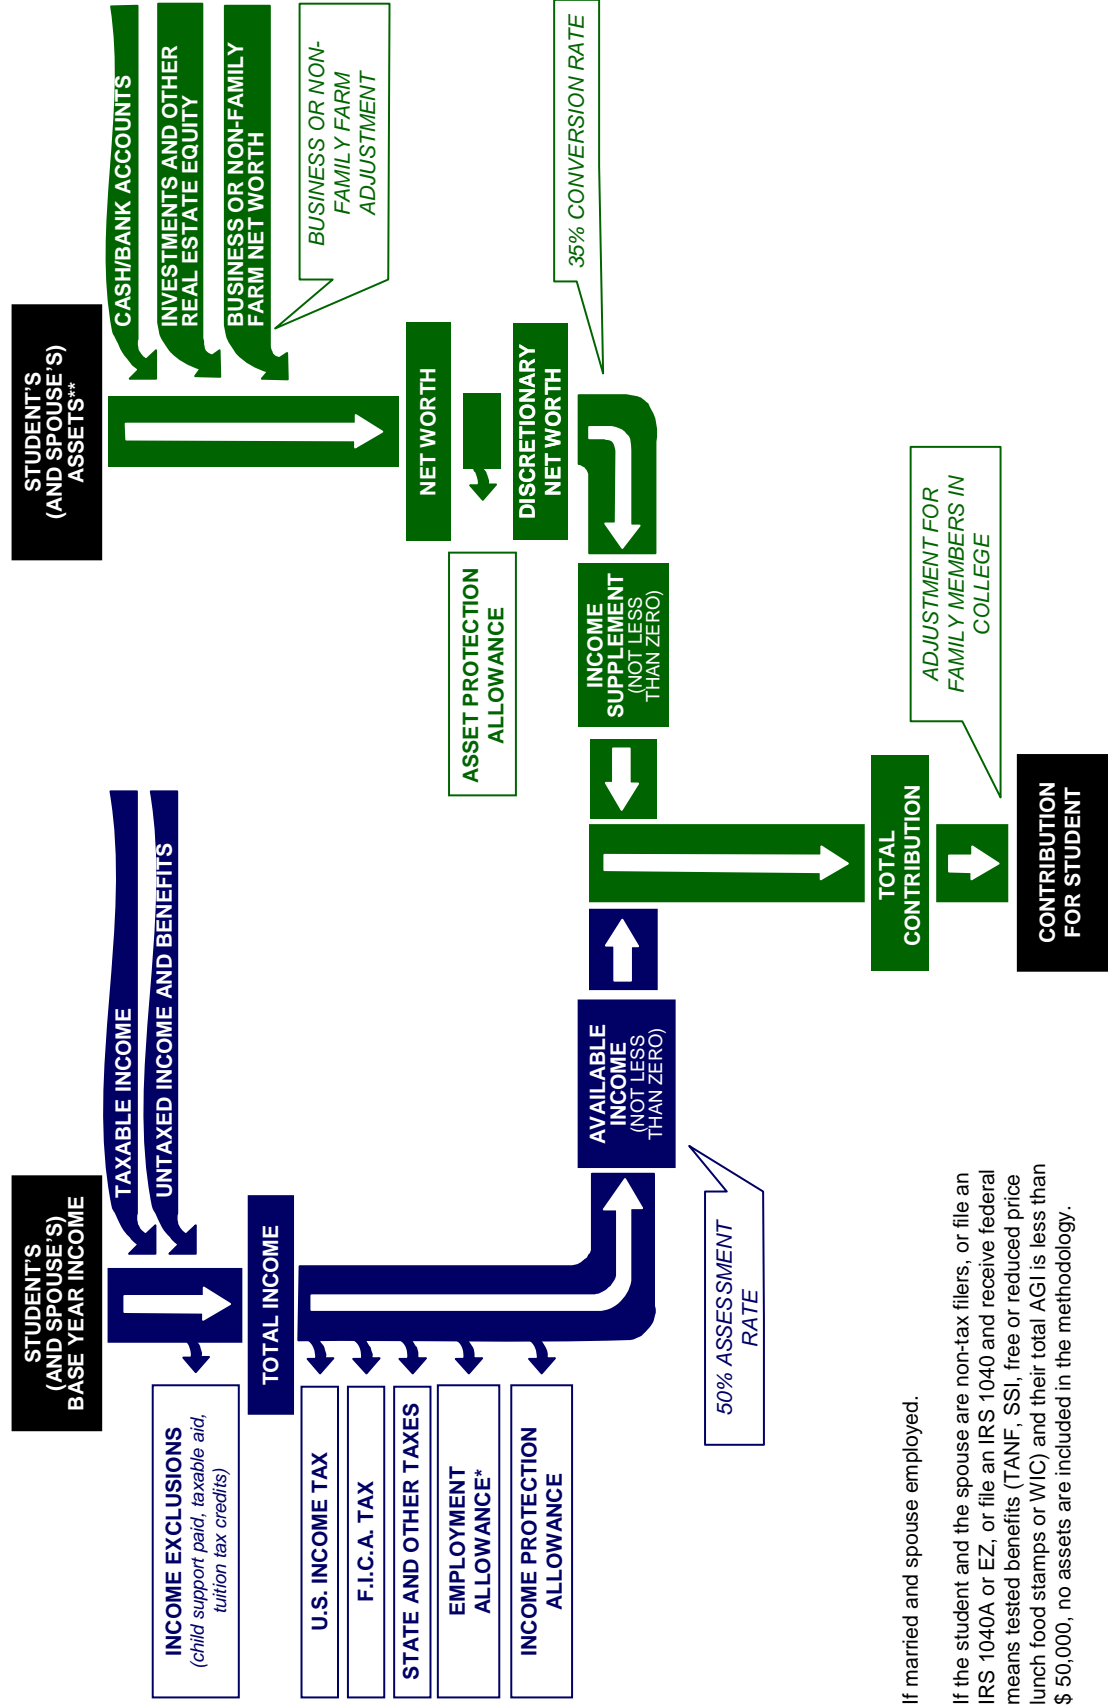 STUDENT'S
(AND SPOUSE'S)
BASE YEAR INCOME
TAXABLE INCOME
UNTAXED INCOME AND BENEFITS
INCOME EXCLUSIONS
(child support paid, taxable aid,
tuition tax credits)
TOTAL INCOME
U.S. INCOME TAX
F.I.C.A. TAX
STATE AND OTHER TAXES
EMPLOYMENT
ALLOWANCE*
INCOME PROTECTION
ALLOWANCE
AVAILABLE
INCOME
(NOT LESS
THAN ZERO)
50% ASSESSMENT
RATE
STUDENT'S
(AND SPOUSE'S)
ASSETS**
CASH/BANK ACCOUNTS
INVESTMENTS AND OTHER
REAL ESTATE EQUITY
BUSINESS OR NON-FAMILY
FARM NET WORTH
BUSINESS OR NON-
FAMILY FARM
ADJUSTMENT
NET WORTH
ASSET PROTECTION
ALLOWANCE
DISCRETIONARY
NET WORTH
35% CONVERSION RATE
INCOME
SUPPLEMENT
(NOT LESS
THAN ZERO)
TOTAL
CONTRIBUTION
ADJUSTMENT FOR
FAMILY MEMBERS IN
COLLEGE
CONTRIBUTION
FOR STUDENT
If married and spouse employed.
If the student and the spouse are non-tax filers, or file an
IRS 1040A or EZ, or file an IRS 1040 and receive federal
means tested benefits (TANF, SSI, free or reduced price
lunch food stamps or WIC) and their total AGI is less than
$ 50,000, no assets are included in the methodology.